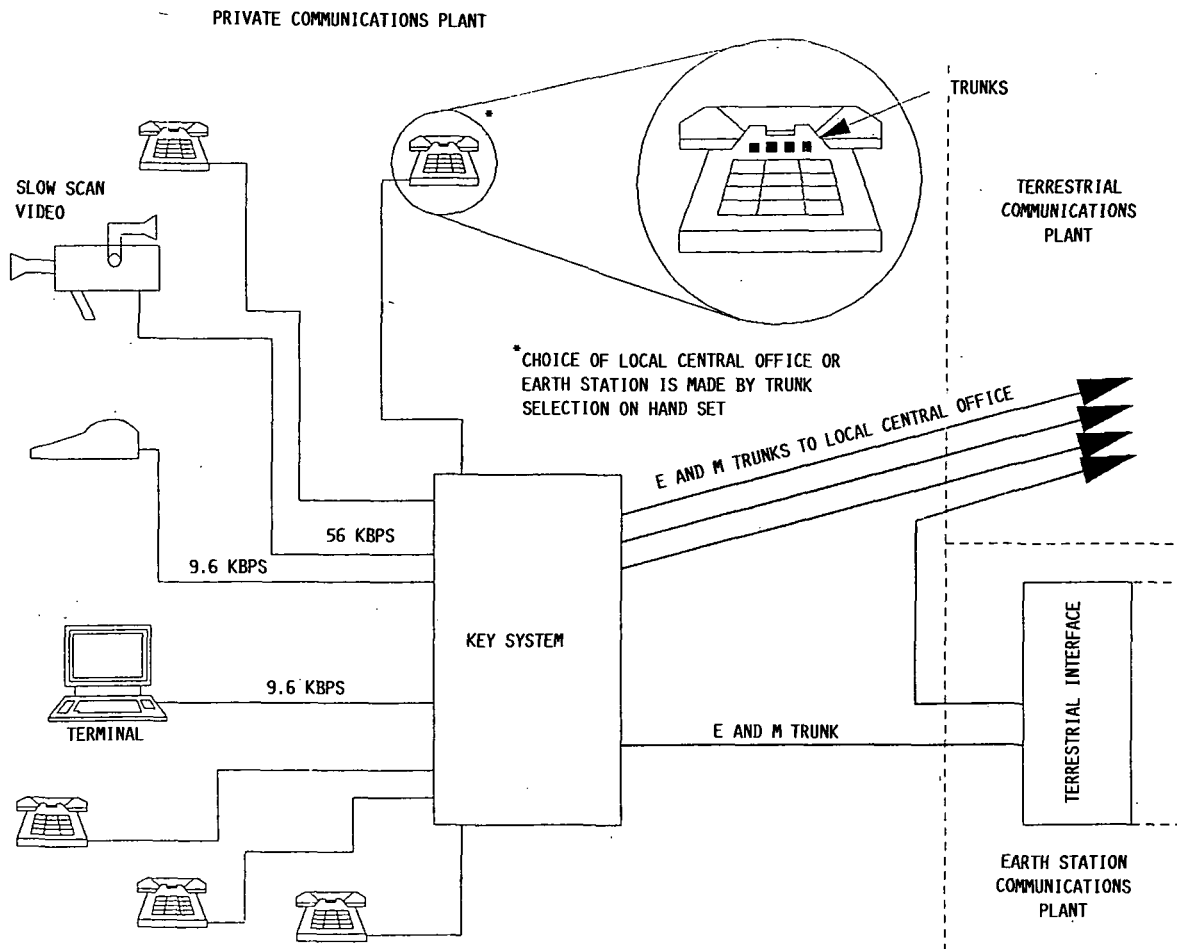 PRIVATE COMMUNICATIONS PLANT
TRUNKS
SLOW SCAN
VIDEO
TERRESTRIAL
COMMUNICATIONS
PLANT
*
*CHOICE OF LOCAL CENTRAL OFFICE OR
EARTH STATION IS MADE BY TRUNK
SELECTION ON HAND SET
E AND M TRUNKS TO LOCAL CENTRAL OFFICE
56 KBPS
9.6 KBPS
KEY SYSTEM
9.6 KBPS
TERMINAL
E AND M TRUNK
TERRESTRIAL INTERFACE
EARTH STATION
COMMUNICATIONS
PLANT